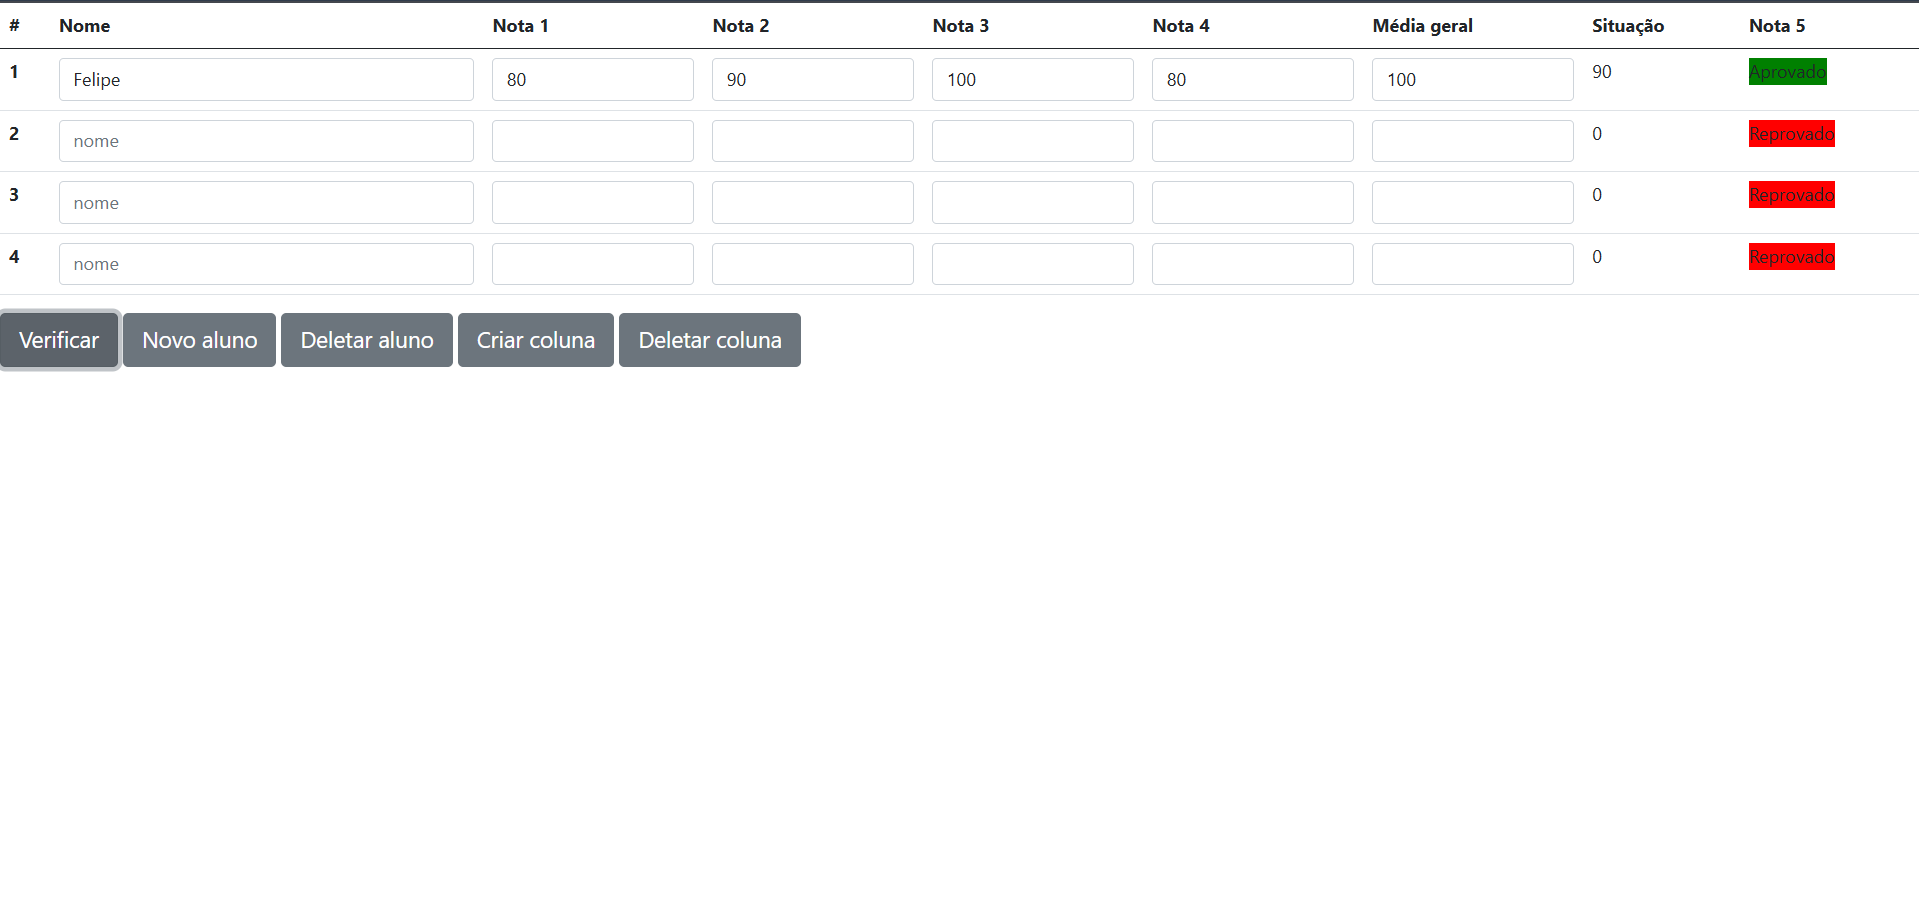 # Nome Nota 1 Nota 2 Nota 3 Nota 4 Média geral Situação Nota 5
1 Felipe 80 90 100 80 100 90 Aprovado
2 nome 0 Reprovado
3 nome 0 Reprovado
4 nome 0 Reprovado
Verificar Novo aluno Deletar aluno Criar coluna Deletar coluna